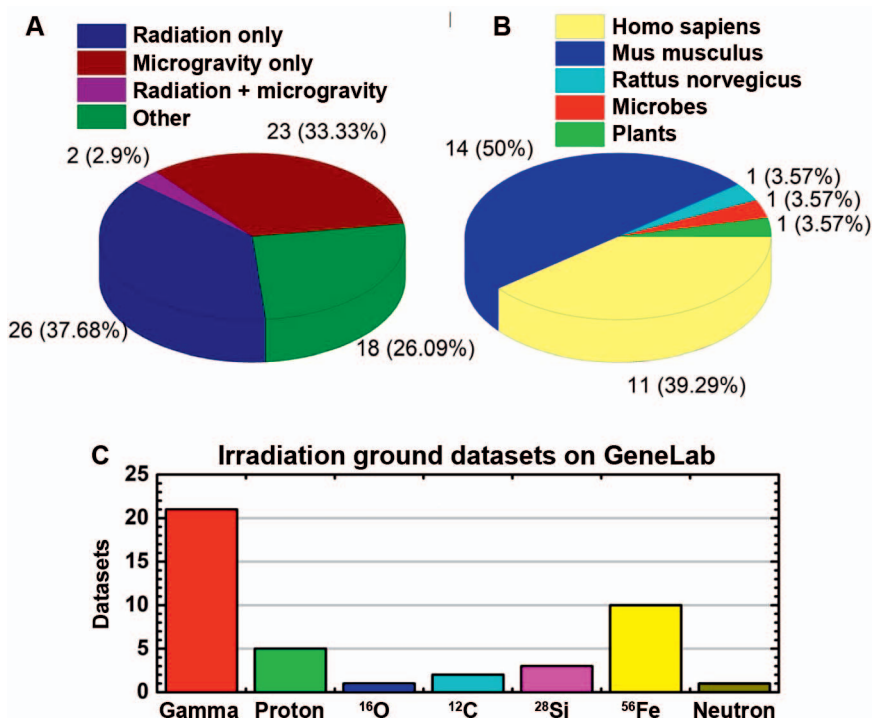 A
Radiation only
Microgravity only
Radiation + microgravity
Other
23 (33.33%)
2 (2.9%)
26 (37.68%)
18 (26.09%)
B
Homo sapiens
Mus musculus
Rattus norvegicus
Microbes
Plants
14 (50%)
1 (3.57%)
1 (3.57%)
1 (3.57%)
11 (39.29%)
C
Irradiation ground datasets on GeneLab
Datasets
25
20
15
10
5
0
Gamma Proton ¹⁶O ¹²C ²⁸Si ⁵⁶Fe Neutron